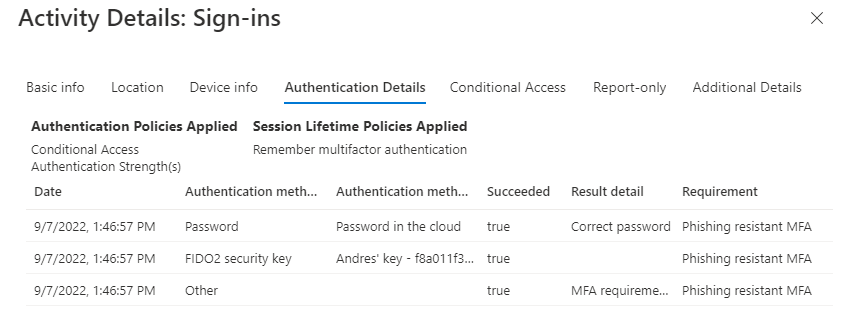 Activity Details: Sign-ins
Basic info Location Device info Authentication Details Conditional Access Report-only Additional Details
Authentication Policies Applied Session Lifetime Policies Applied
Conditional Access Remember multifactor authentication
Authentication Strength(s)
Date Authentication meth... Authentication meth... Succeeded Result detail Requirement
9/7/2022, 1:46:57 PM Password Password in the cloud true Correct password Phishing resistant MFA
9/7/2022, 1:46:57 PM FIDO2 security key Andres' key - f8a011f3... true Phishing resistant MFA
9/7/2022, 1:46:57 PM Other true MFA requireme... Phishing resistant MFA